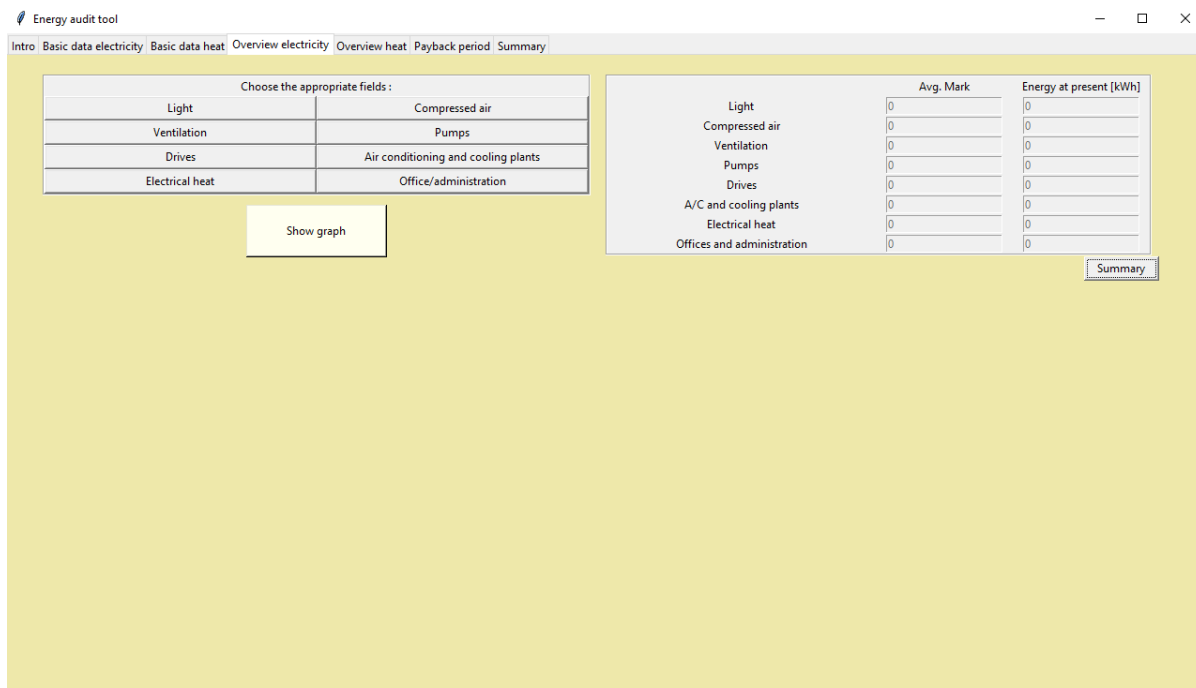 Energy audit tool
Intro Basic data electricity Basic data heat Overview electricity Overview heat Payback period Summary
Choose the appropriate fields :
Light Compressed air
Ventilation Pumps
Drives Air conditioning and cooling plants
Electrical heat Office/administration
Show graph
Avg. Mark Energy at present [kWh]
Light 0 0
Compressed air 0 0
Ventilation 0 0
Pumps 0 0
Drives 0 0
A/C and cooling plants 0 0
Electrical heat 0 0
Offices and administration 0 0
Summary